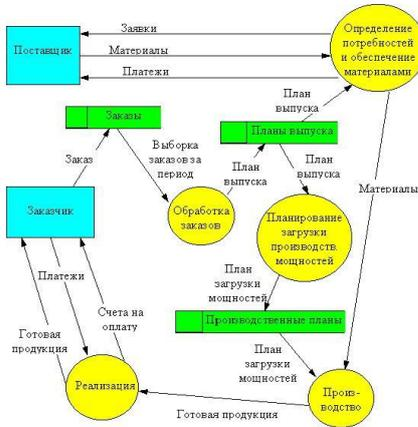 Заявки
Поставщик
Материалы
Платежи
Определение
потребностей
и обеспечение
материалами
План
выпуска
Заказы
Планы выпуска
Заказ
Выборка
заказов за
период
План
выпуска
План
выпуска
Материалы
Заказчик
Обработка
заказов
Планирование
загрузки
производств.
мощностей
Платежи
Счета на
оплату
План
загрузки
мощностей
Готовая
продукция
Производственные планы
План
загрузки
мощностей
Реализация
Произ-
водство
Готовая продукция